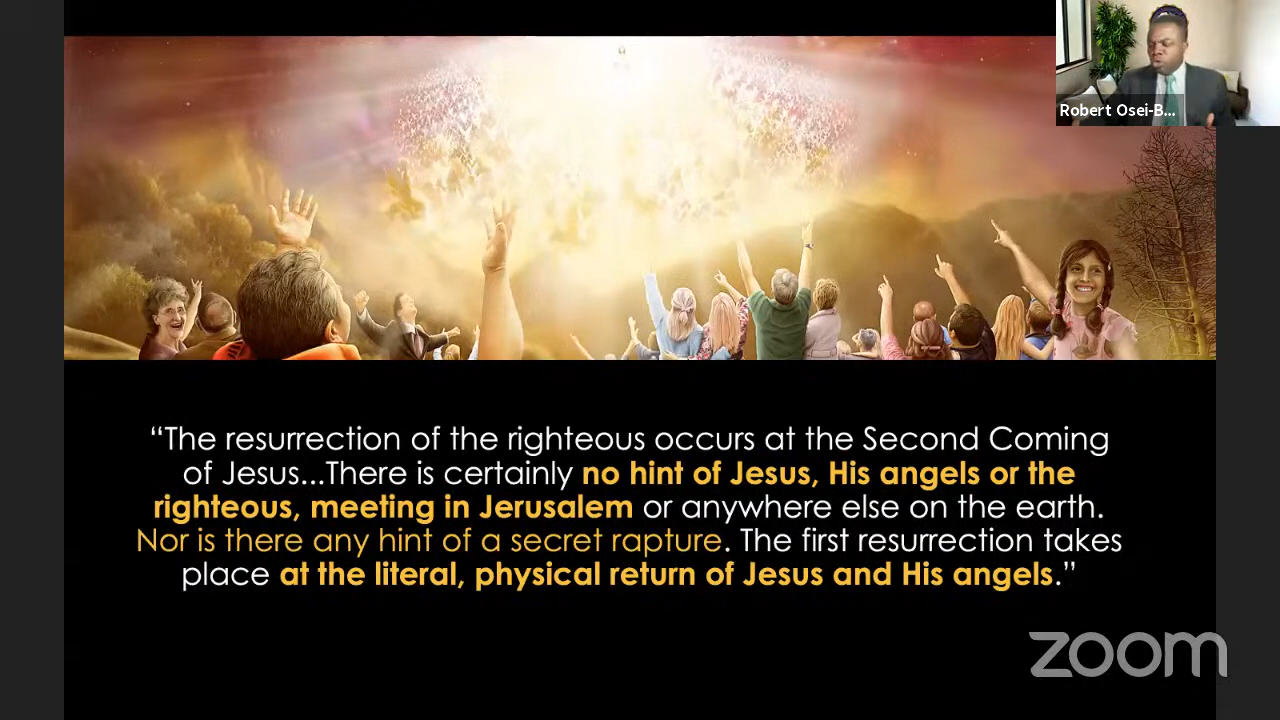 Robert Osei-B...
“The resurrection of the righteous occurs at the Second Coming
of Jesus...There is certainly no hint of Jesus, His angels or the
righteous, meeting in Jerusalem or anywhere else on the earth.
Nor is there any hint of a secret rapture. The first resurrection takes
place at the literal, physical return of Jesus and His angels.”
zoom